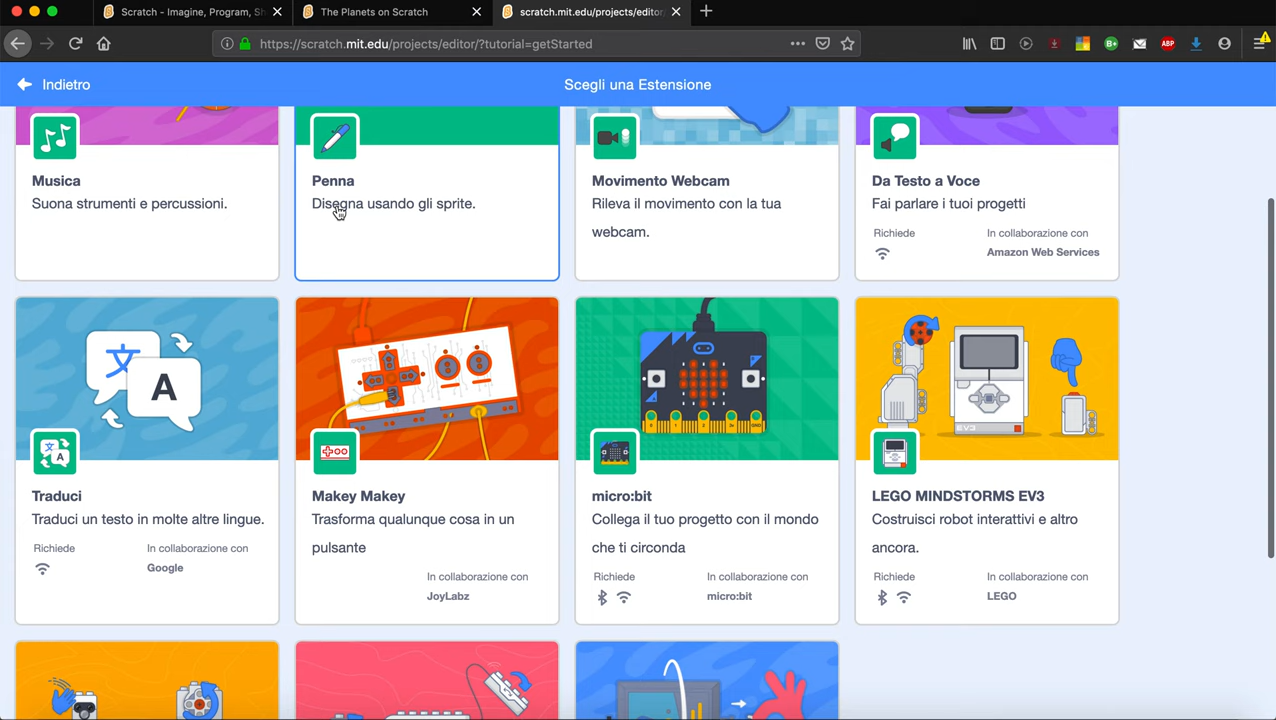 Scratch - Imagine, Program, Sh
The Planets on Scratch
scratch.mit.edu/projects/editor/
https://scratch.mit.edu/projects/editor/?tutorial=getStarted
ABP
Indietro
Scegli una Estensione
Musica
Suona strumenti e percussioni.
Penna
Disegna usando gli sprite.
Movimento Webcam
Rileva il movimento con la tua
webcam.
Da Testo a Voce
Fai parlare i tuoi progetti
Richiede
In collaborazione con
Amazon Web Services
文
A
文
A
Traduci
Traduci un testo in molte altre lingue.
Richiede
In collaborazione con
Google
Makey Makey
Trasforma qualunque cosa in un
pulsante
In collaborazione con
JoyLabz
micro:bit
Collega il tuo progetto con il mondo
che ti circonda
Richiede
In collaborazione con
micro:bit
EV3
LEGO MINDSTORMS EV3
Costruisci robot interattivi e altro
ancora.
Richiede
In collaborazione con
LEGO